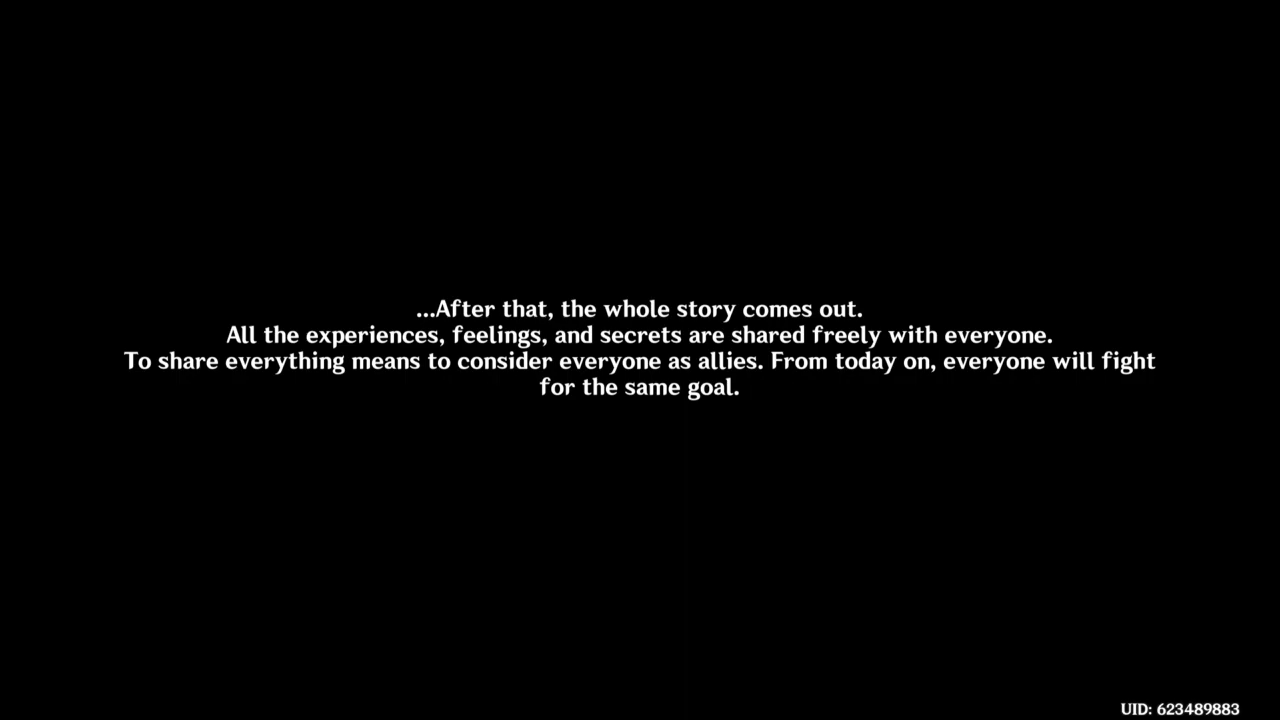 ...After that, the whole story comes out.
All the experiences, feelings, and secrets are shared freely with everyone.
To share everything means to consider everyone as allies. From today on, everyone will fight
for the same goal.
UID: 623489883